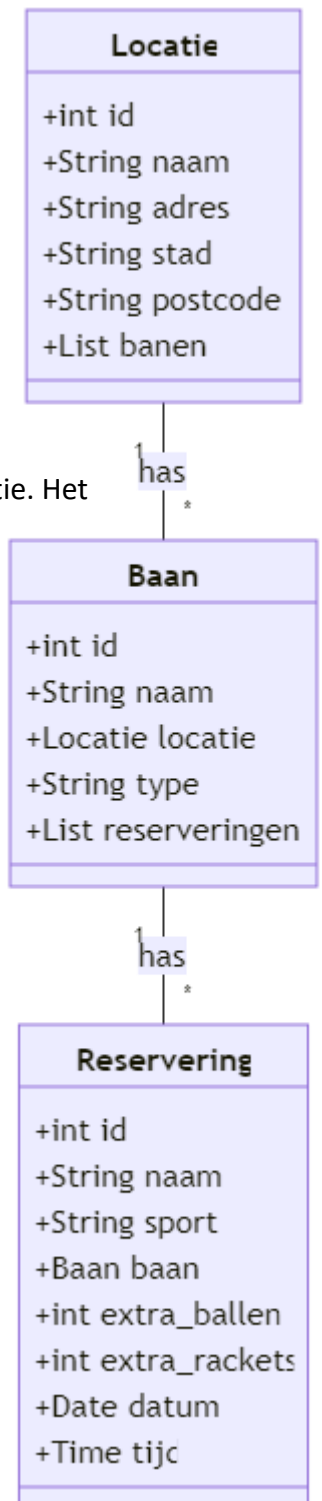 Locatie
+int id
+String naam
+String adres
+String stad
+String postcode
+List banen
1
has
*
tie. Het
Baan
+int id
+String naam
+Locatie locatie
+String type
+List reserveringen
1
has
*
Reservering
+int id
+String naam
+String sport
+Baan baan
+int extra_ballen
+int extra_rackets
+Date datum
+Time tijd